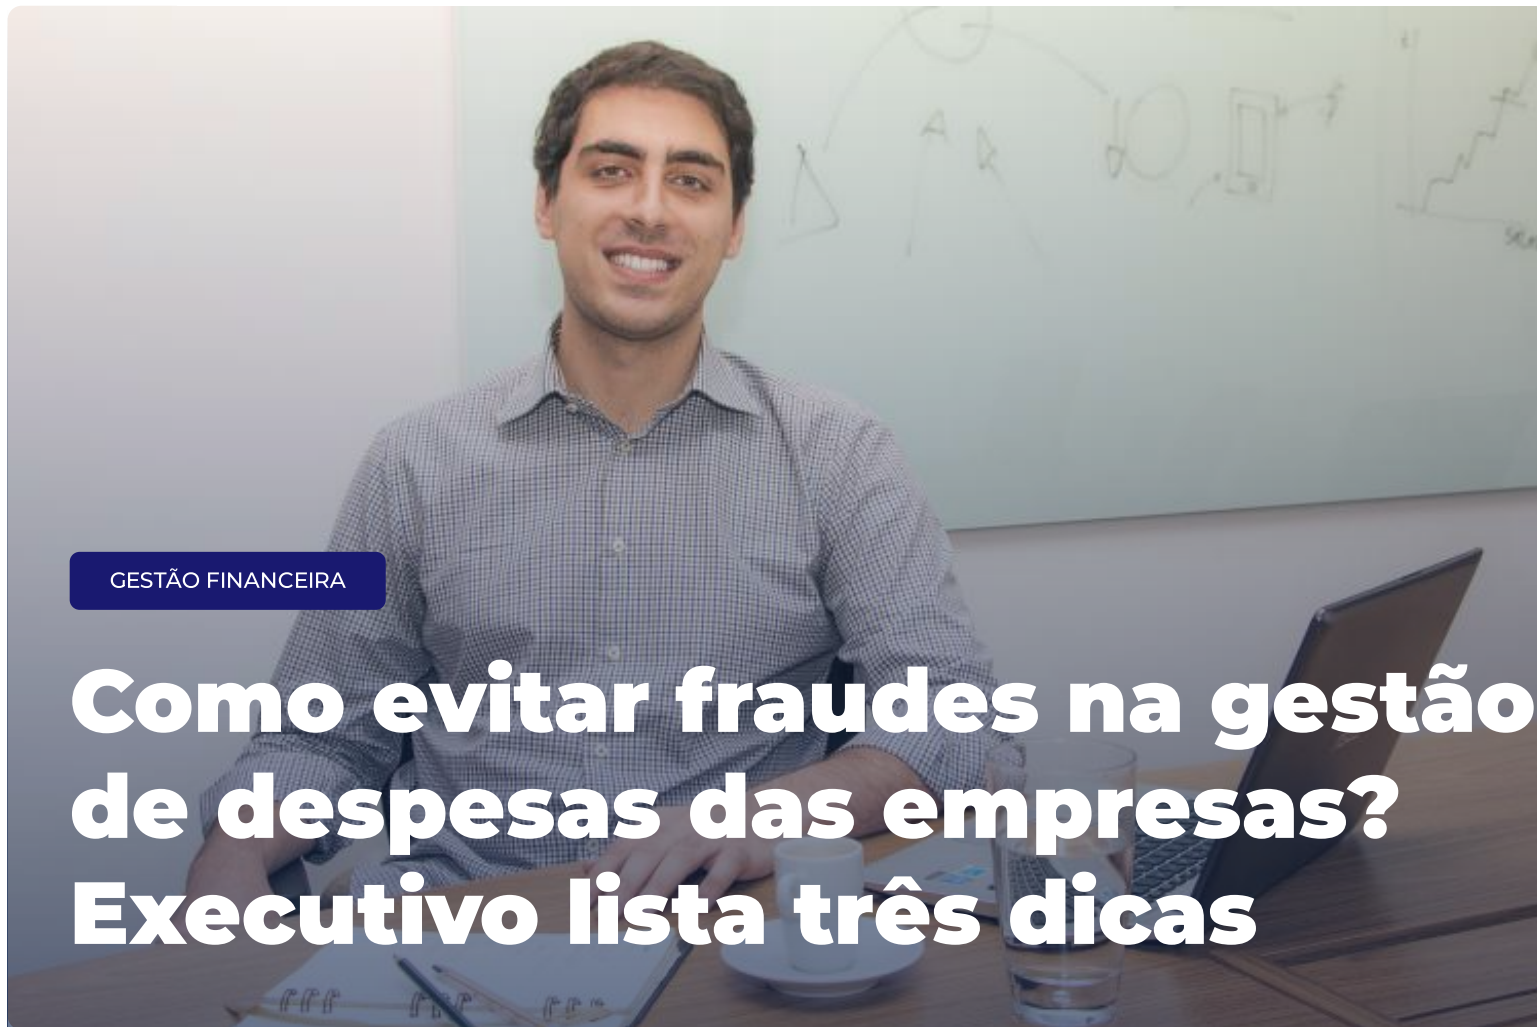 GESTÃO FINANCEIRA
Como evitar fraudes na gestão
de despesas das empresas?
Executivo lista três dicas